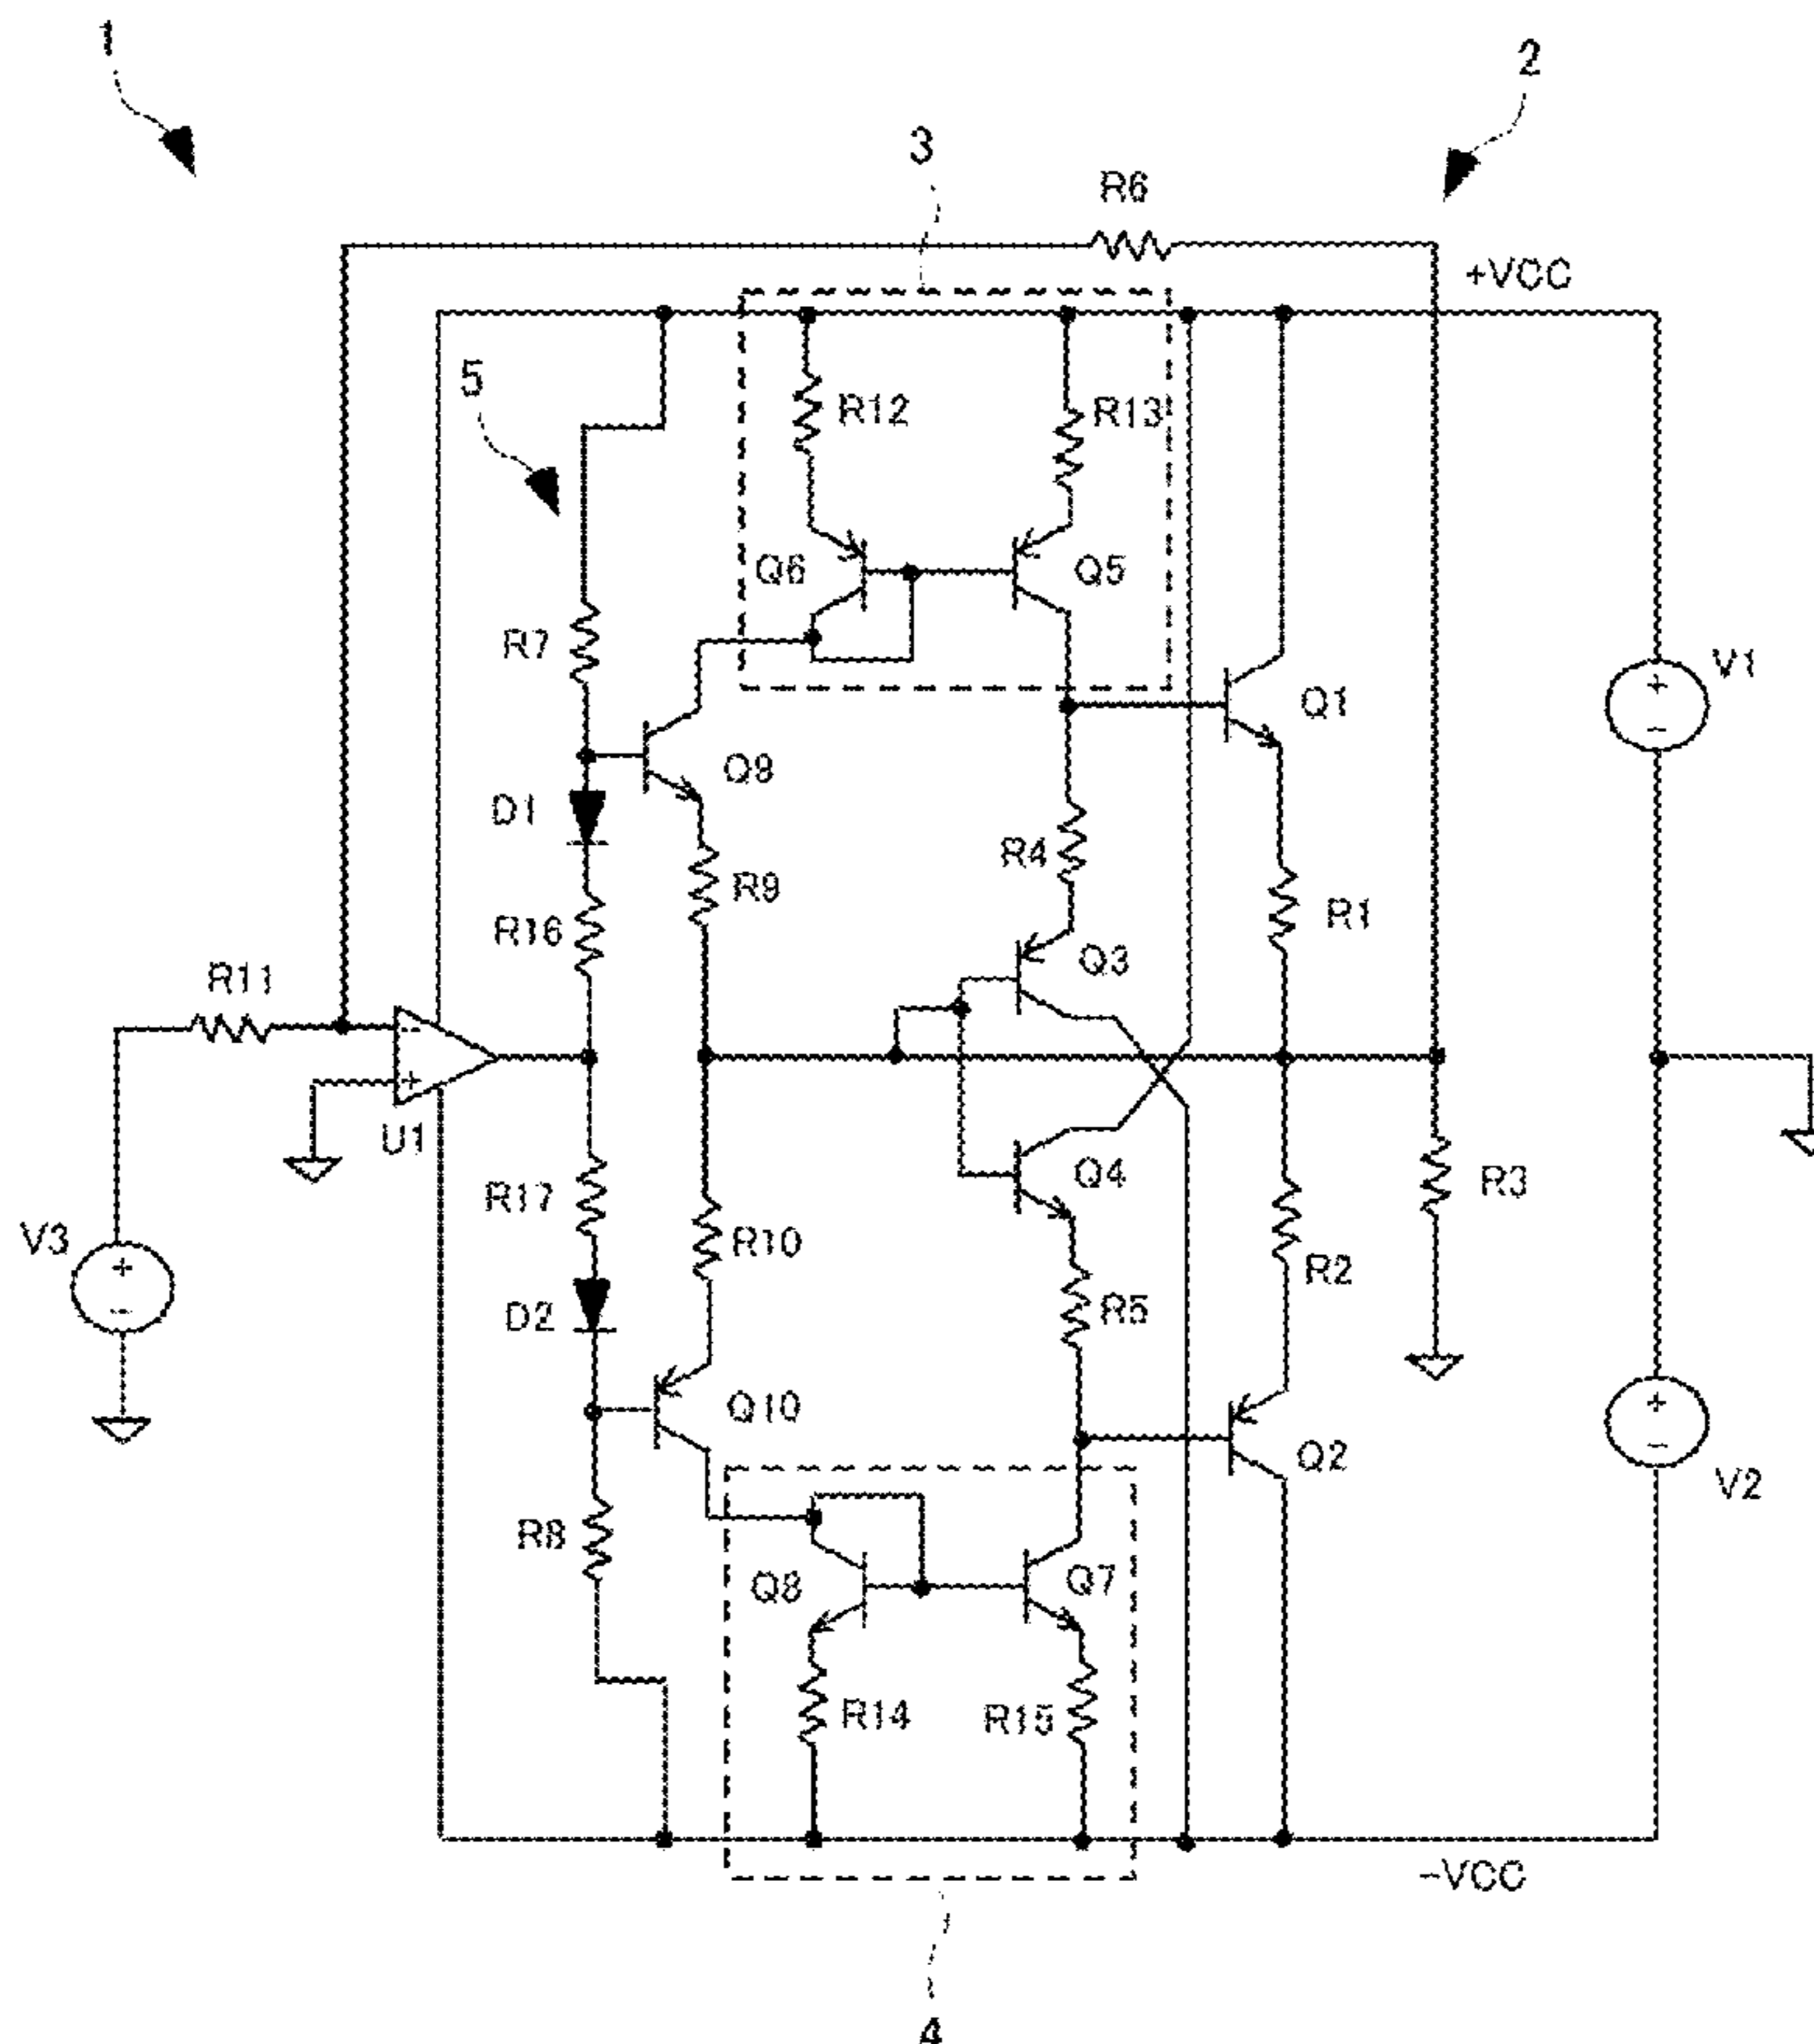 1
2
3
R6
+VCC
5
R12
R13
Q6
Q5
R7
V1
+
−
Q1
Q9
D1
R4
R9
R1
R16
Q3
R11
−
+
U1
Q4
R17
R3
V3
+
−
R10
R2
R5
D2
Q10
+
−
Q2
V2
R8
Q8
Q7
R14
R15
−VCC
4